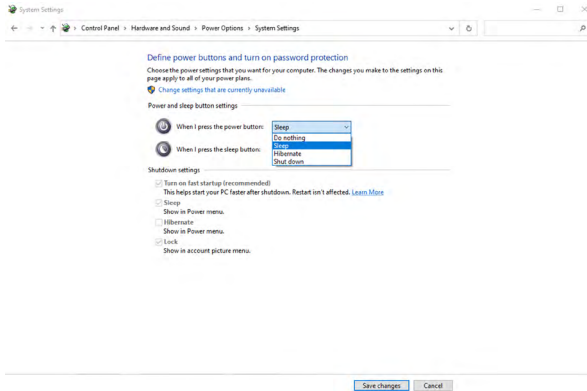 System Settings
Control Panel > Hardware and Sound > Power Options > System Settings
Define power buttons and turn on password protection
Choose the power settings that you want for your computer. The changes you make to the settings on this
page apply to all of your power plans.
Change settings that are currently unavailable
Power and sleep button settings
When I press the power button: Sleep
Do nothing
Sleep
When I press the sleep button: Hibernate
Shut down
Shutdown settings
Turn on fast startup (recommended)
This helps start your PC faster after shutdown. Restart isn't affected. Learn More
Sleep
Show in Power menu.
Hibernate
Show in Power menu.
Lock
Show in account picture menu.
Save changes Cancel